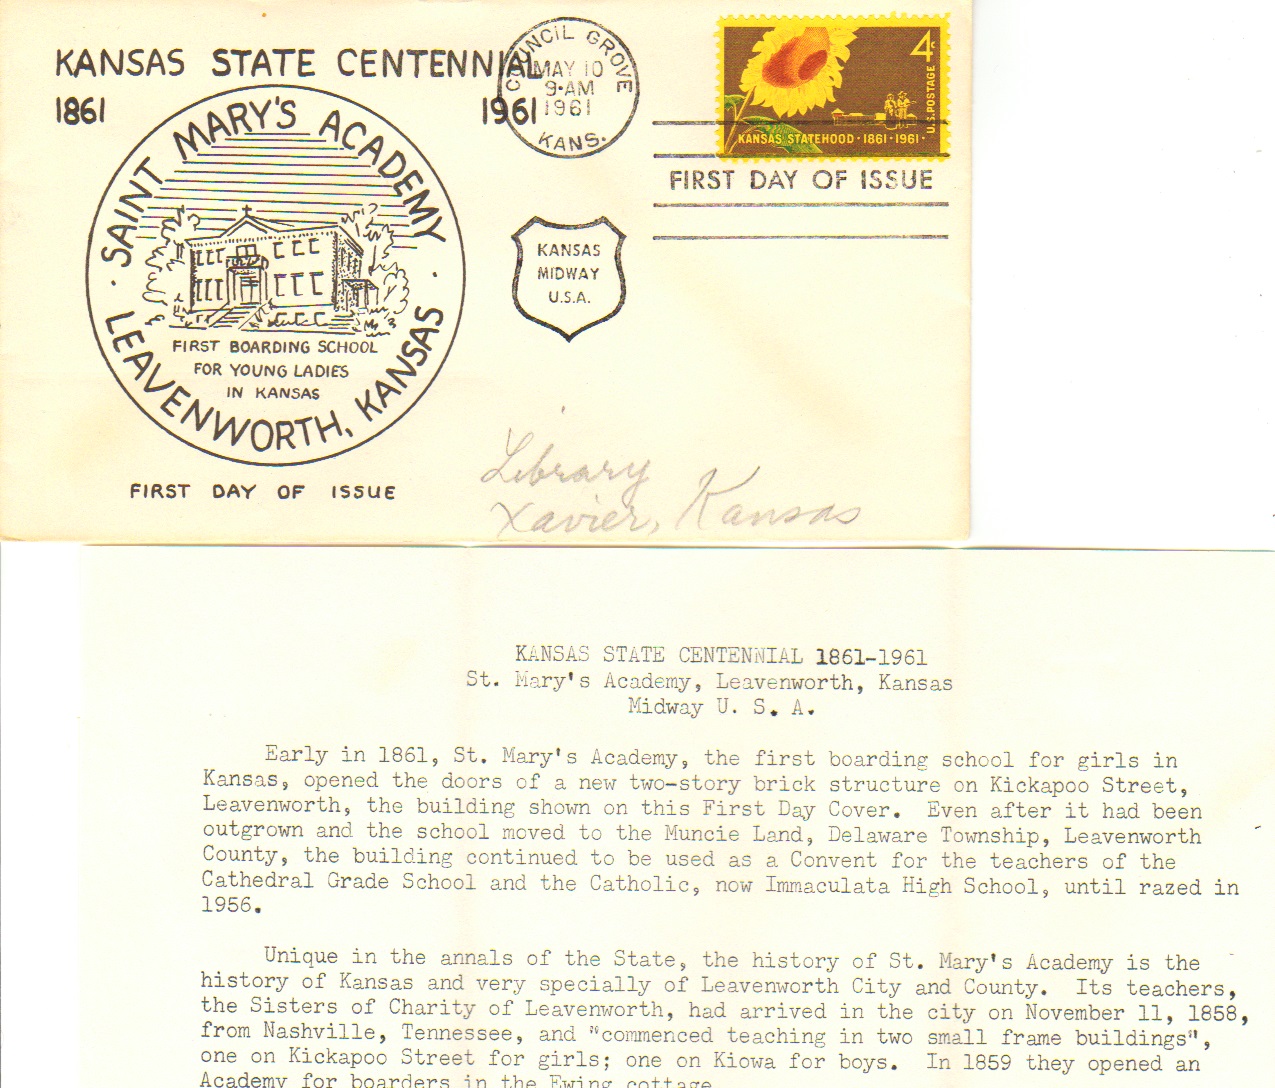 KANSAS STATE CENTENNIAL
1861 1961
SAINT MARY'S ACADEMY
FIRST BOARDING SCHOOL
FOR YOUNG LADIES
IN KANSAS
LEAVENWORTH, KANSAS
FIRST DAY OF ISSUE
COUNCIL GROVE
MAY 10
9-AM
1961
KANS.
4c
U.S. POSTAGE
KANSAS STATEHOOD · 1861 · 1961 ·
FIRST DAY OF ISSUE
KANSAS
MIDWAY
U.S.A.
Library
Xavier, Kansas
KANSAS STATE CENTENNIAL 1861-1961
St. Mary's Academy, Leavenworth, Kansas
Midway U. S. A.
Early in 1861, St. Mary's Academy, the first boarding school for girls in
Kansas, opened the doors of a new two-story brick structure on Kickapoo Street,
Leavenworth, the building shown on this First Day Cover. Even after it had been
outgrown and the school moved to the Muncie Land, Delaware Township, Leavenworth
County, the building continued to be used as a Convent for the teachers of the
Cathedral Grade School and the Catholic, now Immaculata High School, until razed in
1956.
Unique in the annals of the State, the history of St. Mary's Academy is the
history of Kansas and very specially of Leavenworth City and County. Its teachers,
the Sisters of Charity of Leavenworth, had arrived in the city on November 11, 1858,
from Nashville, Tennessee, and "commenced teaching in two small frame buildings",
one on Kickapoo Street for girls; one on Kiowa for boys. In 1859 they opened an
Academy for boarders in the Ewing cottage